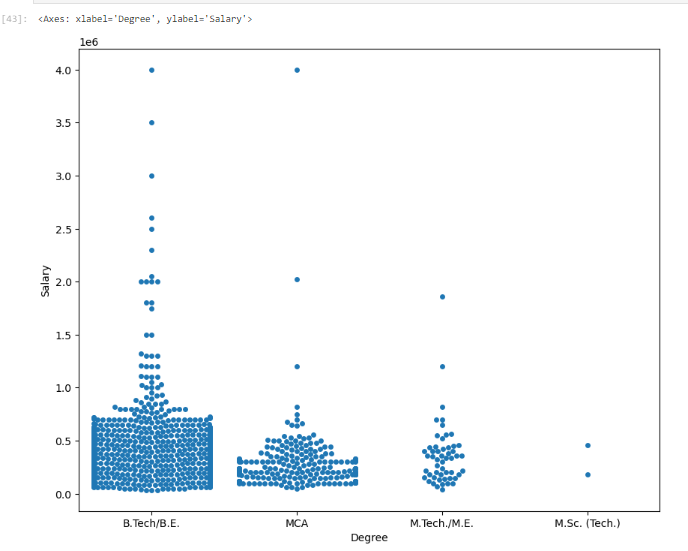 [43]: <Axes: xlabel='Degree', ylabel='Salary'>
1e6
4.0
3.5
3.0
2.5
2.0
1.5
1.0
0.5
0.0
Salary
B.Tech/B.E. MCA M.Tech./M.E. M.Sc. (Tech.)
Degree